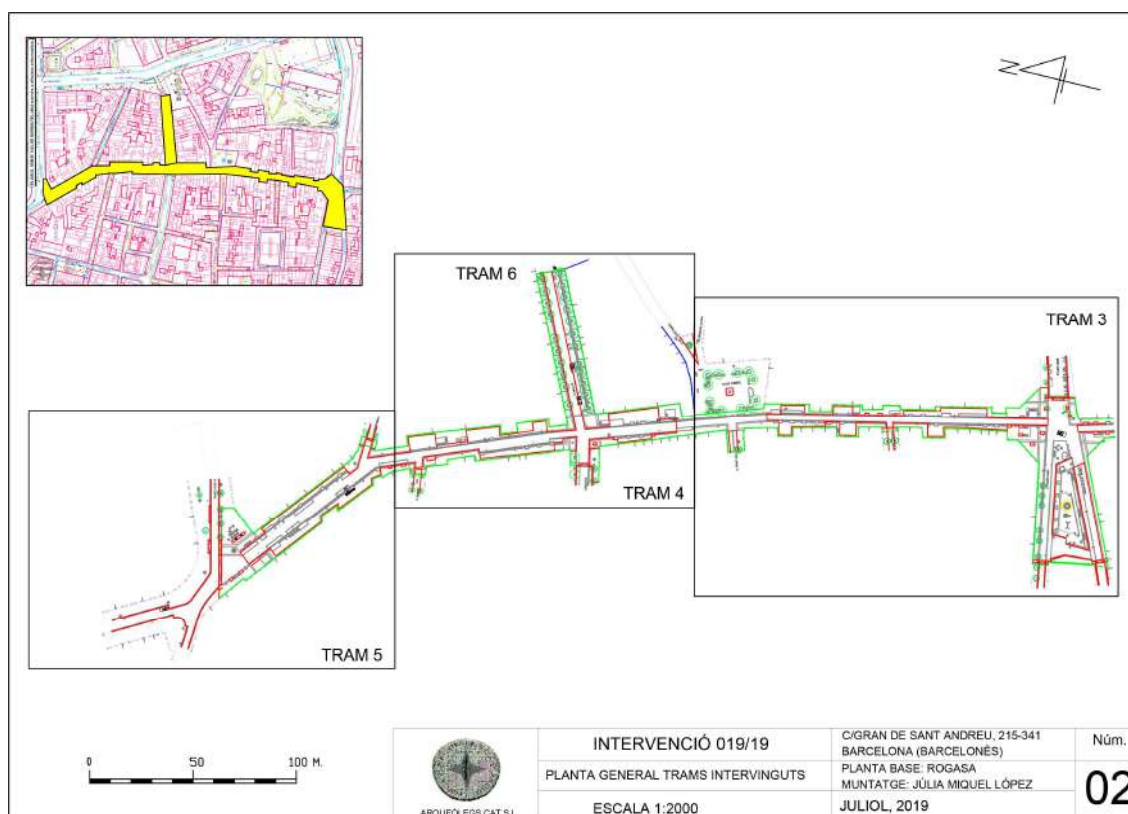 N
TRAM 6
TRAM 3
TRAM 4
TRAM 5
0 50 100 M.
ARQUEÒLEGS.CAT S.L.
INTERVENCIÓ 019/19
PLANTA GENERAL TRAMS INTERVINGUTS
ESCALA 1:2000
C/GRAN DE SANT ANDREU, 215-341
BARCELONA (BARCELONÈS)
PLANTA BASE: ROGASA
MUNTATGE: JÚLIA MIQUEL LÓPEZ
JULIOL, 2019
Núm.
02